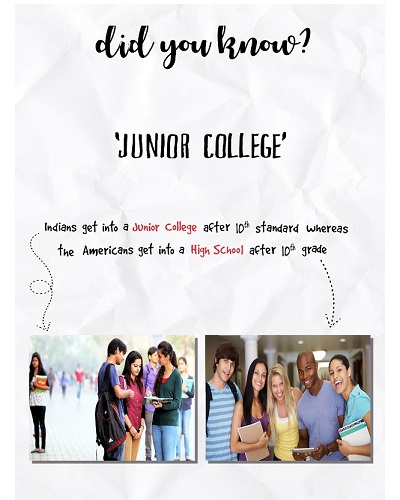 did you know?
'JUNIOR COLLEGE'
Indians get into a Junior College after 10th standard whereas
the Americans get into a High School after 10th grade